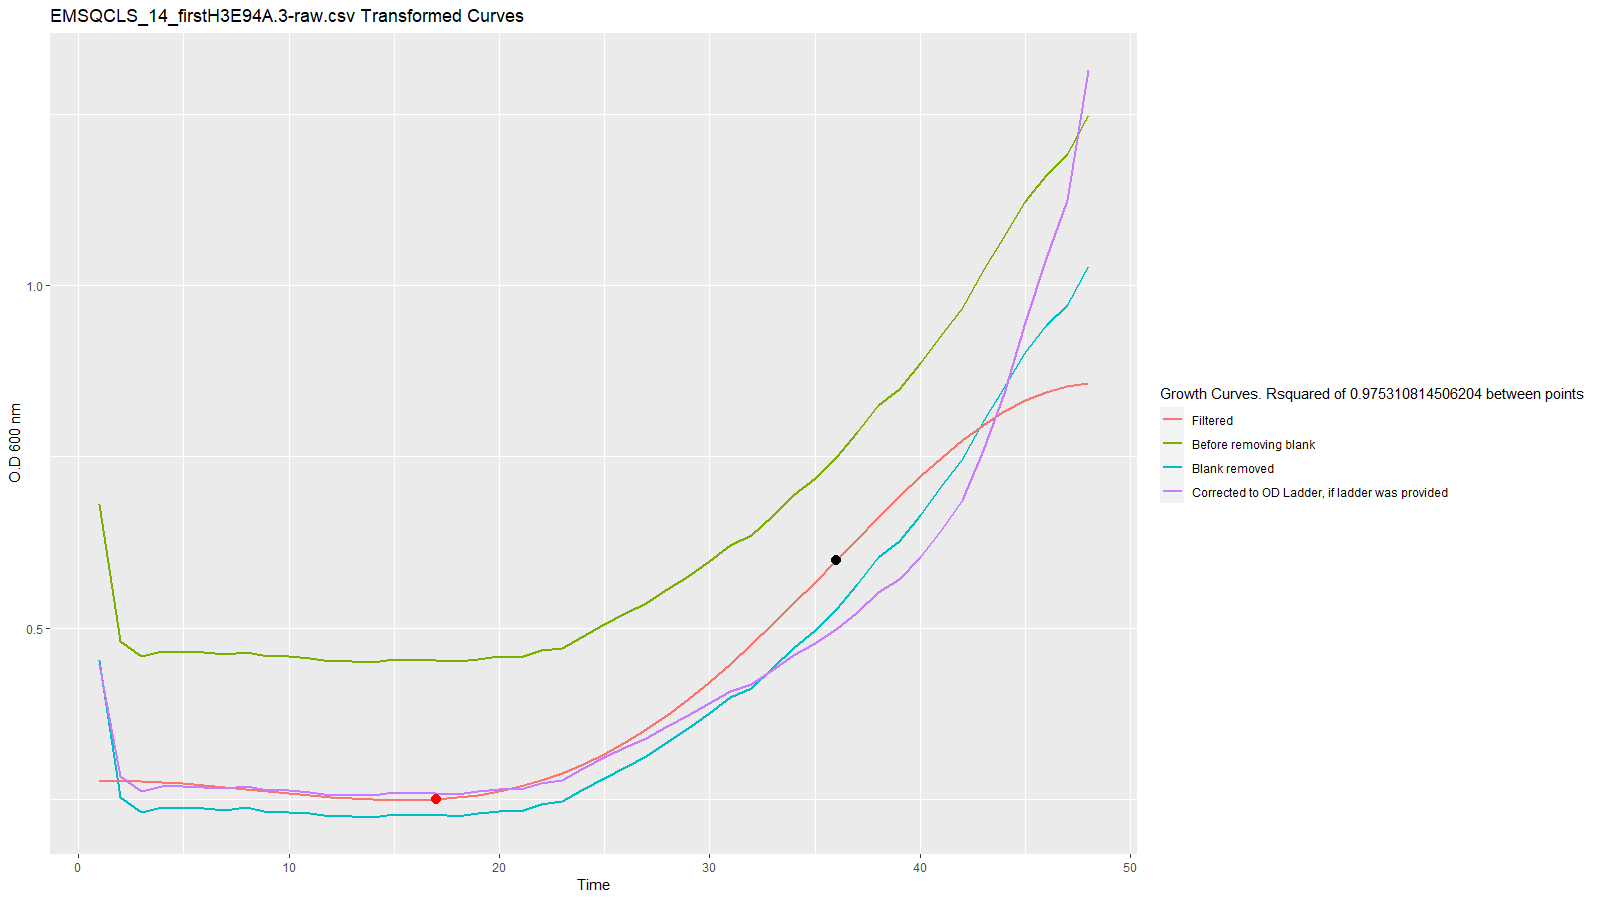 EMSQCLS_14_firstH3E94A.3-raw.csv Transformed Curves
O.D 600 nm
1.0
0.5
0
10
20
30
40
50
Time
Growth Curves. Rsquared of 0.975310814506204 between points
Filtered
Before removing blank
Blank removed
Corrected to OD Ladder, if ladder was provided